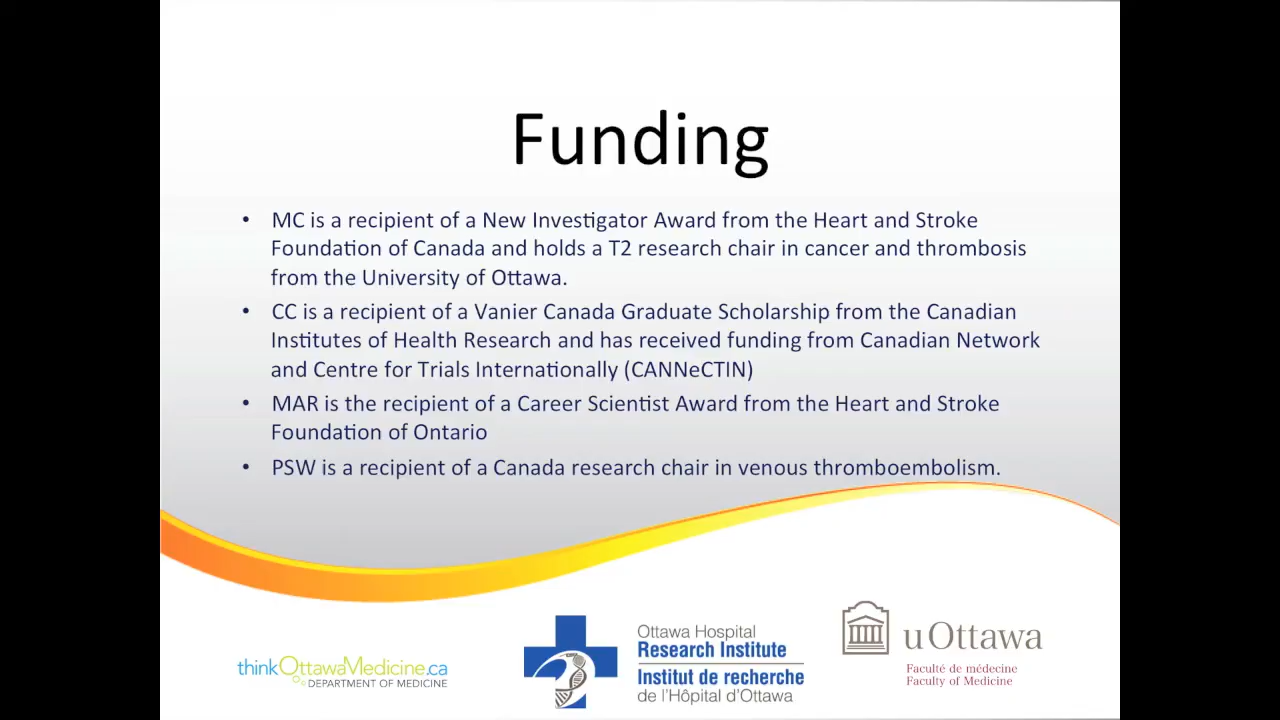 Funding
• MC is a recipient of a New Investigator Award from the Heart and Stroke
Foundation of Canada and holds a T2 research chair in cancer and thrombosis
from the University of Ottawa.
• CC is a recipient of a Vanier Canada Graduate Scholarship from the Canadian
Institutes of Health Research and has received funding from Canadian Network
and Centre for Trials Internationally (CANNeCTIN)
• MAR is the recipient of a Career Scientist Award from the Heart and Stroke
Foundation of Ontario
• PSW is a recipient of a Canada research chair in venous thromboembolism.
thinkOttawaMedicine.ca
DEPARTMENT OF MEDICINE
Ottawa Hospital
Research Institute
Institut de recherche
de l'Hôpital d'Ottawa
uOttawa
Faculté de médecine
Faculty of Medicine